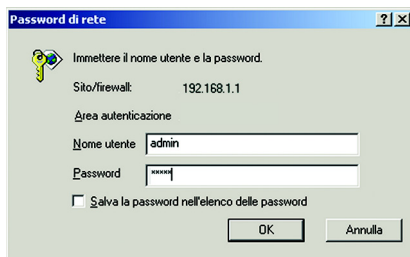 Password di rete
Immettere il nome utente e la password.
Sito/firewall: 192.168.1.1
Area autenticazione
Nome utente admin
Password xxxxx
Salva la password nell'elenco delle password
OK Annulla